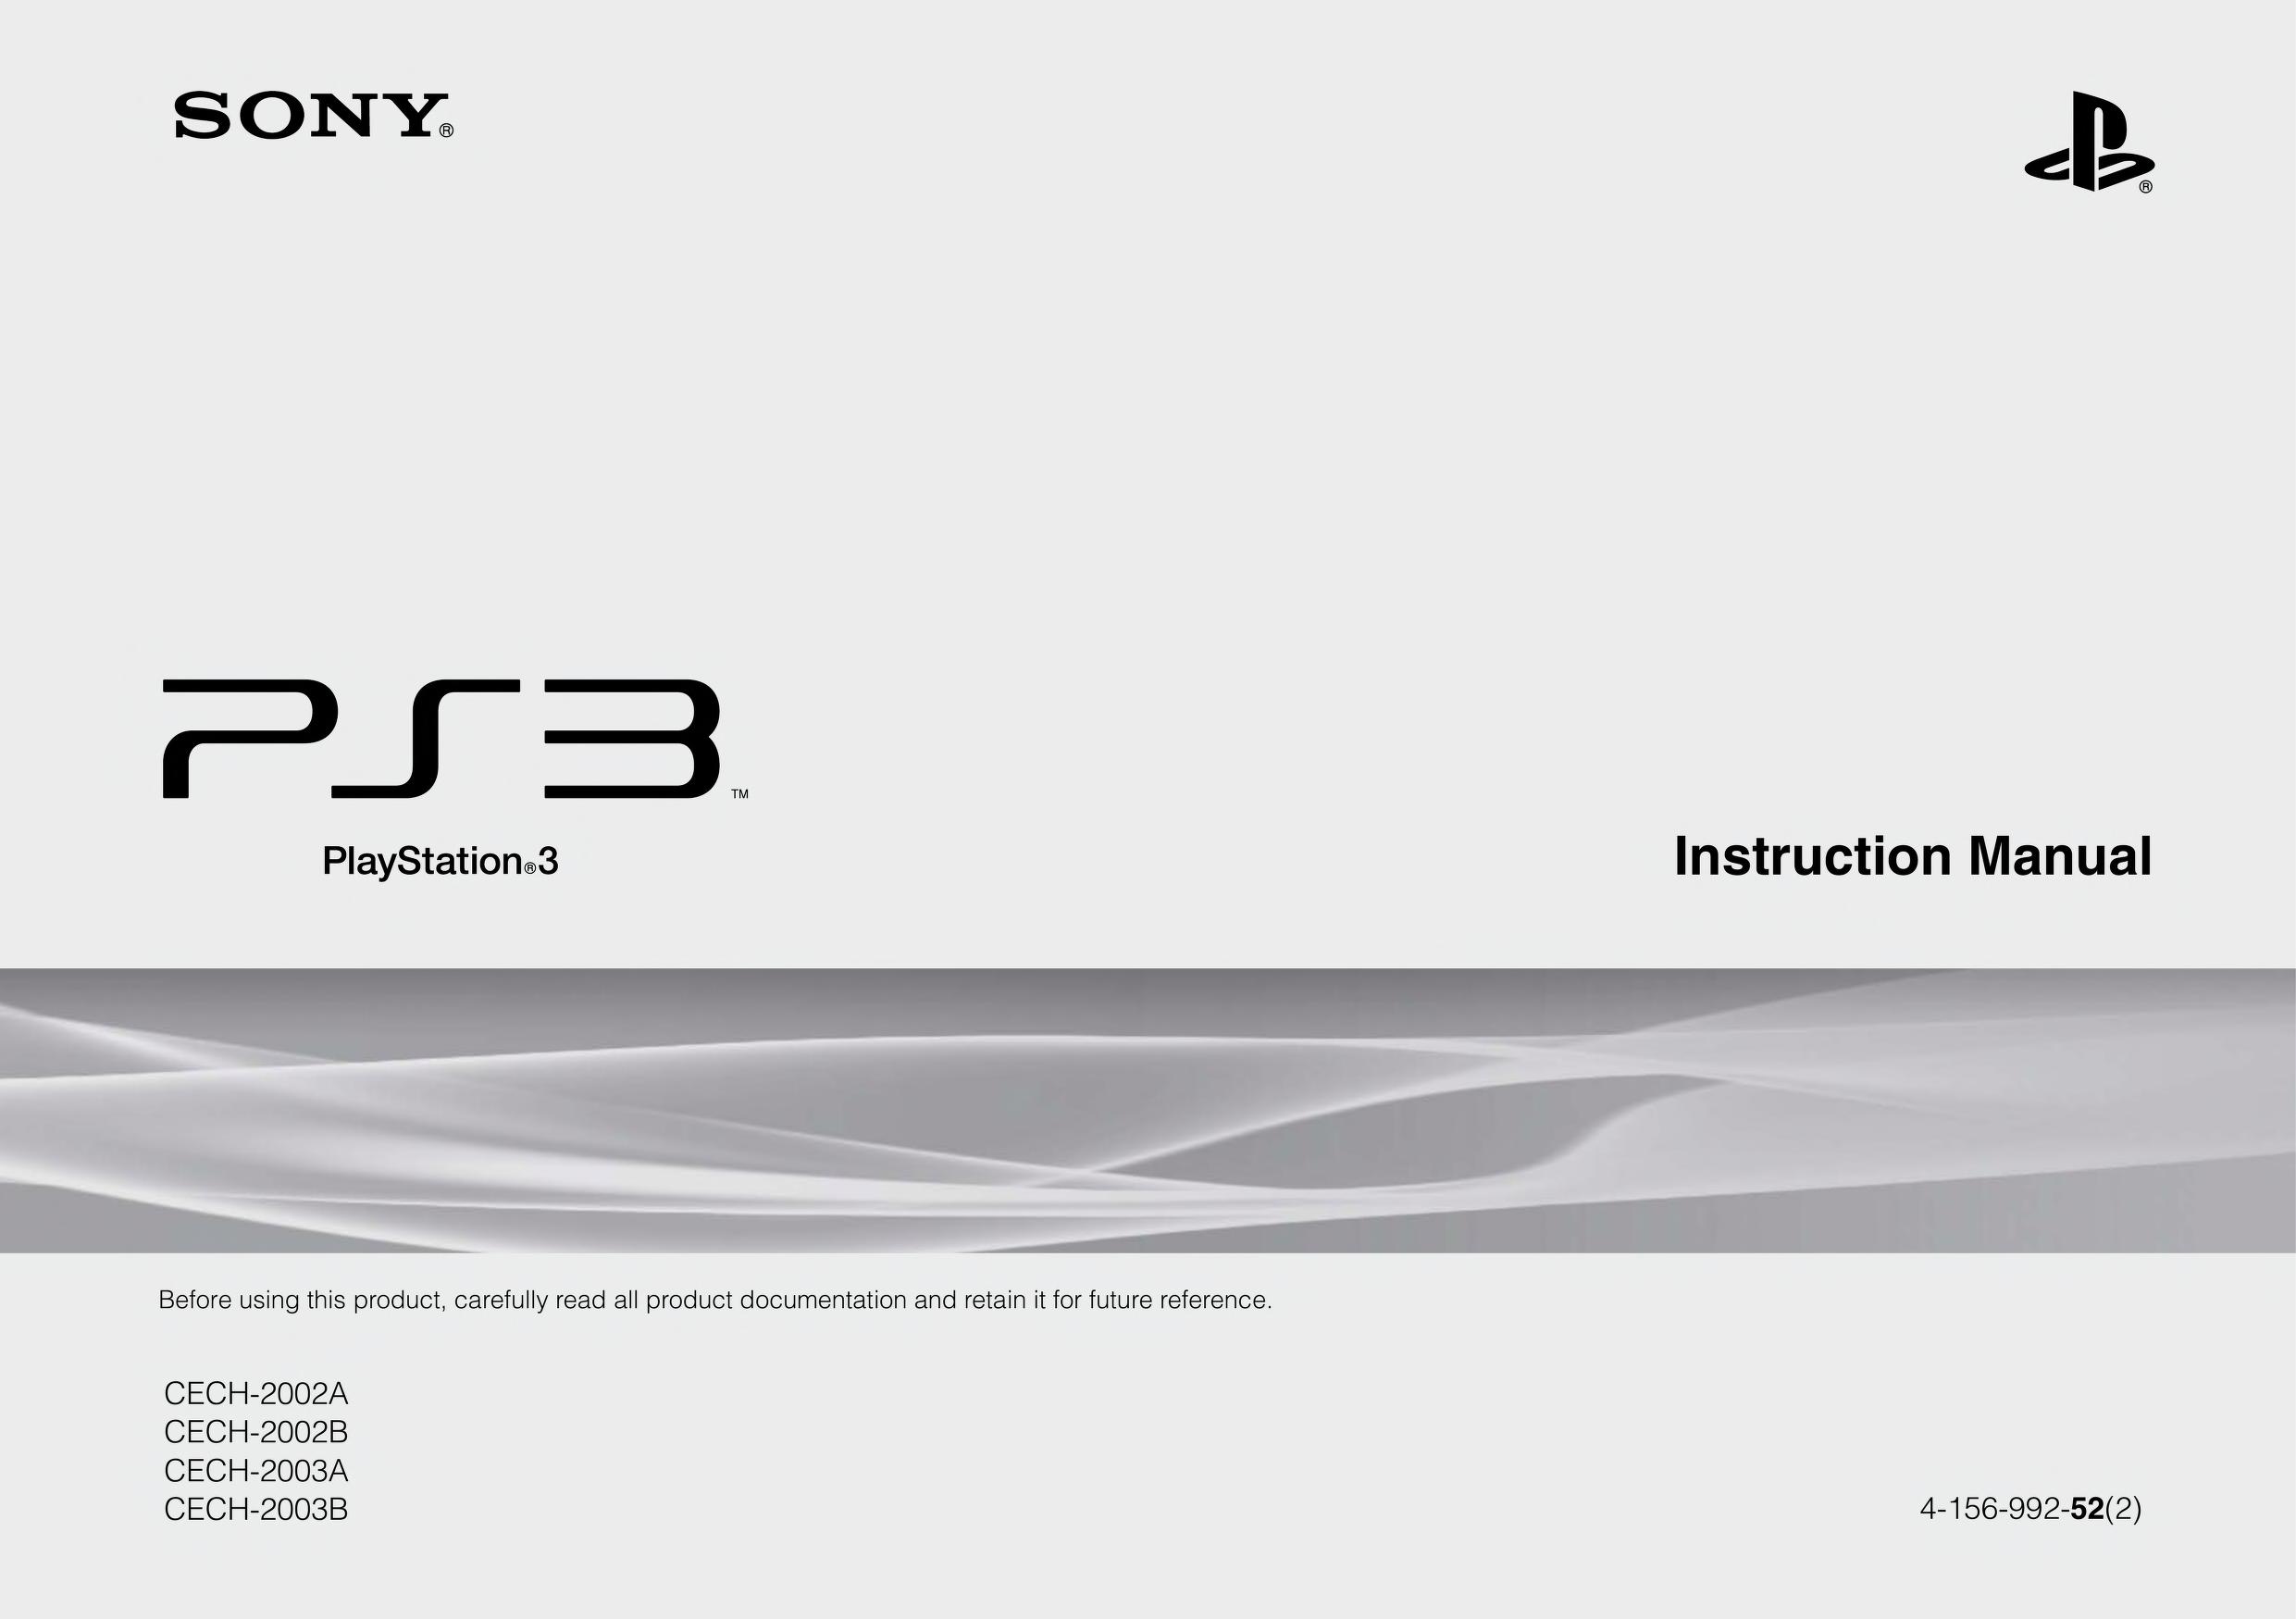 SONY®
PS3™
PlayStation®3
Instruction Manual
Before using this product, carefully read all product documentation and retain it for future reference.
CECH-2002A
CECH-2002B
CECH-2003A
CECH-2003B
4-156-992-52(2)